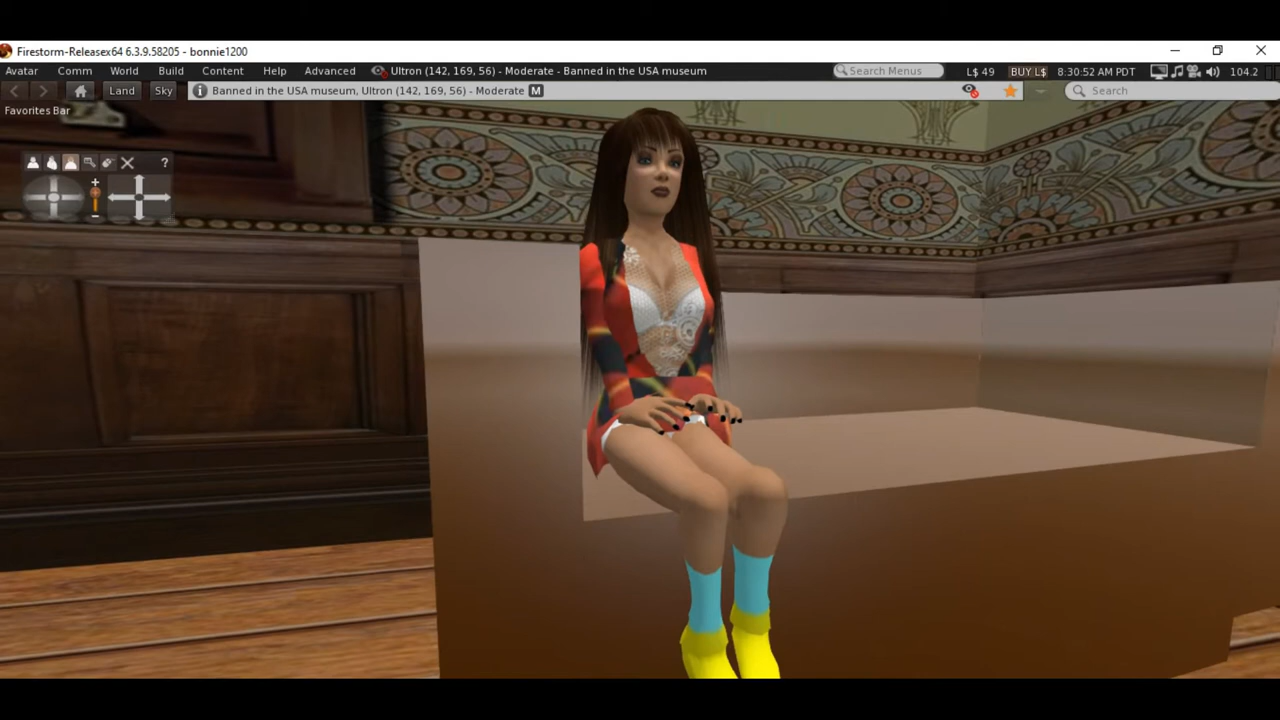 Firestorm-Releasex64 6.3.9.58205 - bonnie1200
Avatar Comm World Build Content Help Advanced Ultron (142, 169, 56) - Moderate - Banned in the USA museum Search Menus L$ 49 BUY L$ 8:30:52 AM PDT 104.2
Land Sky Banned in the USA museum, Ultron (142, 169, 56) - Moderate M Search
Favorites Bar
?